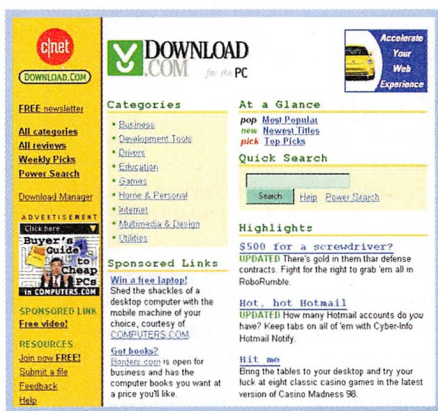 c|net
DOWNLOAD.COM
FREE newsletter
All categories
All reviews
Weekly Picks
Power Search
Download Manager
ADVERTISEMENT
Click here
Buyer's
Guide
to
Cheap
PCs
in COMPUTERS.COM
SPONSORED LINK
Free video!
RESOURCES
Join now FREE!
Submit a file
Feedback
Help
DOWNLOAD
.COM for the PC
Accelerate
Your
Web
Experience
Categories
Business
Development Tools
Drivers
Education
Games
Home & Personal
Internet
Multimedia & Design
Utilities
Sponsored Links
Win a free laptop!
Shed the shackles of a
desktop computer with the
mobile machine of your
choice, courtesy of
COMPUTERS.COM
Got books?
Borders.com is open for
business and has the
computer books you want at
a price you'll like.
At a Glance
pop Most Popular
new Newest Titles
pick Top Picks
Quick Search
Search Help Power Search
Highlights
$500 for a screwdriver?
UPDATED There's gold in them thar defense
contracts. Fight for the right to grab 'em all in
RoboRumble.
Hot, hot Hotmail
UPDATED How many Hotmail accounts do you
have? Keep tabs on all of 'em with Cyber-Info
Hotmail Notify.
Hit me
Bring the tables to your desktop and try your
luck at eight classic casino games in the latest
version of Casino Madness 98.